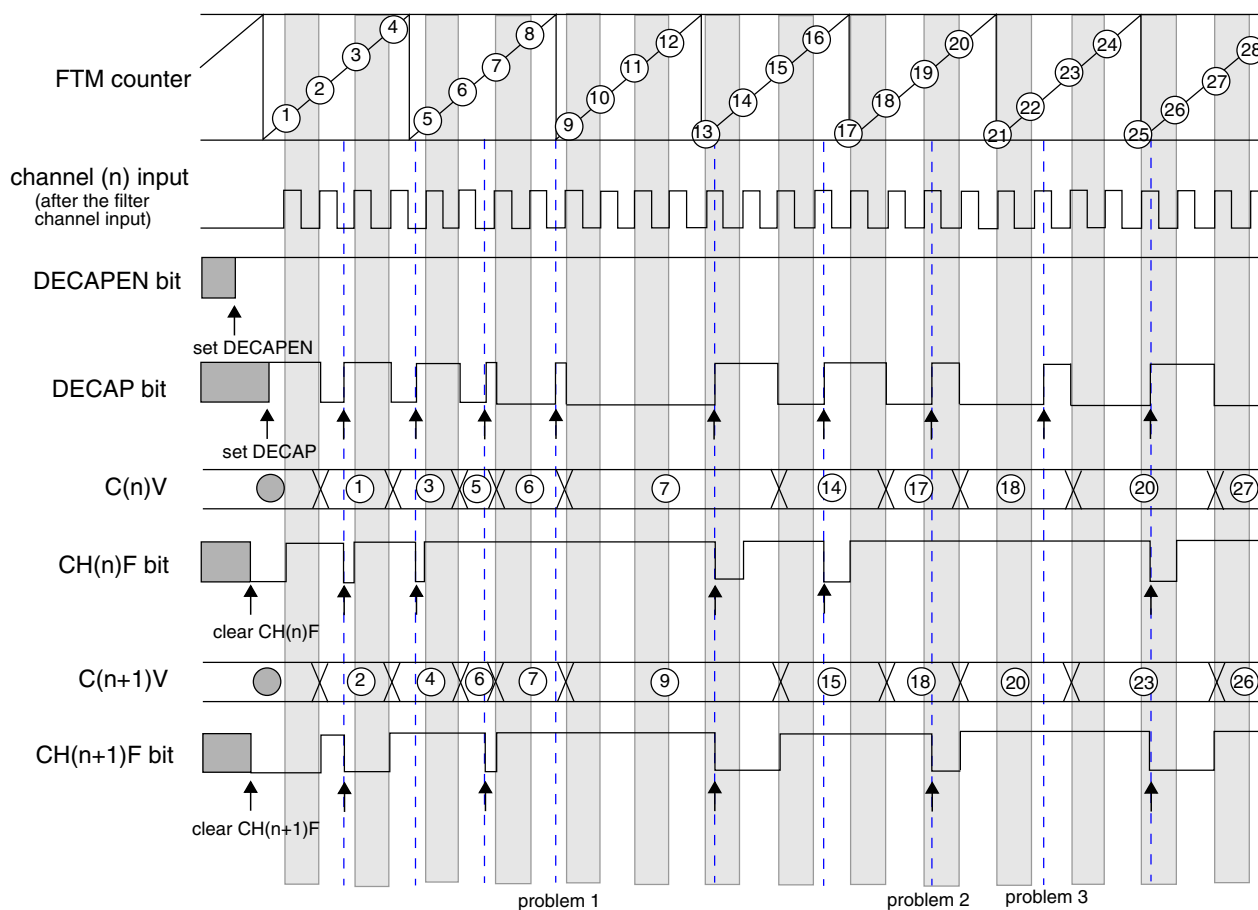 FTM counter
1 2 3 4 5 6 7 8 9 10 11 12 13 14 15 16 17 18 19 20 21 22 23 24 25 26 27 28
channel (n) input
(after the filter
channel input)
DECAPEN bit
set DECAPEN
DECAP bit
set DECAP
C(n)V 1 3 5 6 7 14 17 18 20 27
CH(n)F bit
clear CH(n)F
C(n+1)V 2 4 6 7 9 15 18 20 23 26
CH(n+1)F bit
clear CH(n+1)F
problem 1 problem 2 problem 3